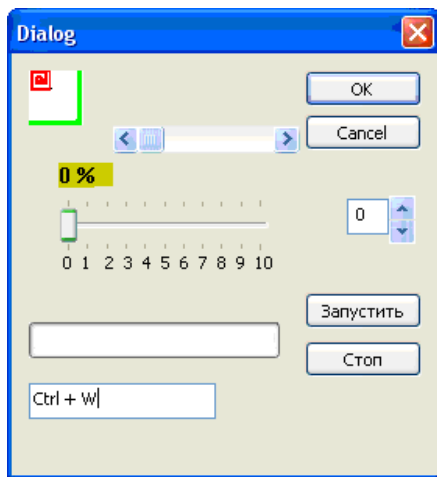 Dialog
OK
Cancel
0 %
0
0 1 2 3 4 5 6 7 8 9 10
Запустить
Стоп
Ctrl + W